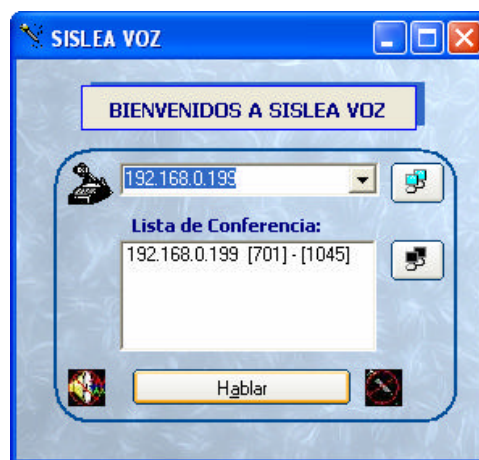 SISLEA VOZ
BIENVENIDOS A SISLEA VOZ
192.168.0.199
Lista de Conferencia:
192.168.0.199 [701] - [1045]
Hablar